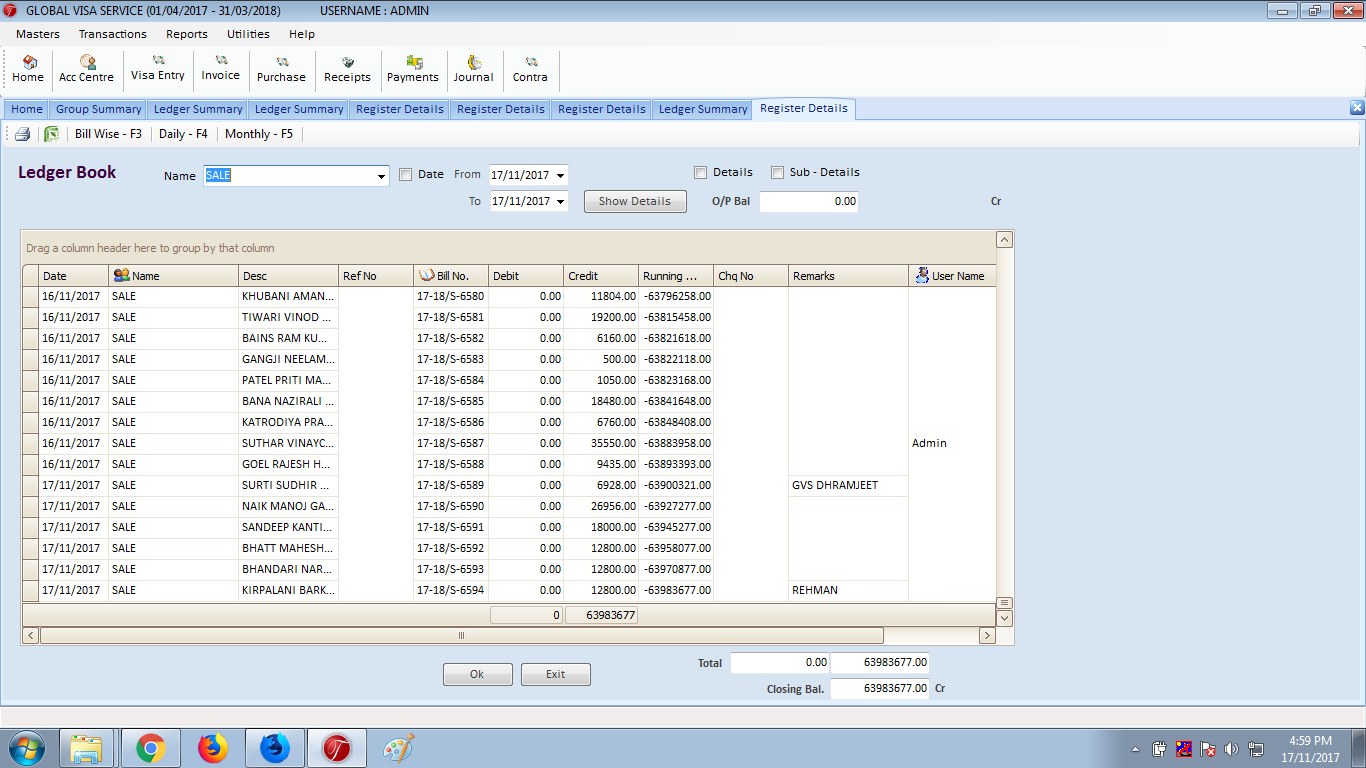 GLOBAL VISA SERVICE (01/04/2017 - 31/03/2018) USERNAME : ADMIN
Masters Transactions Reports Utilities Help
Home Acc Centre Visa Entry Invoice Purchase Receipts Payments Journal Contra
Home Group Summary Ledger Summary Ledger Summary Register Details Register Details Register Details Ledger Summary Register Details
Bill Wise - F3 Daily - F4 Monthly - F5
Ledger Book Name SALE Date From 17/11/2017 Details Sub - Details
To 17/11/2017 Show Details O/P Bal 0.00 Cr
Drag a column header here to group by that column
Date Name Desc Ref No Bill No. Debit Credit Running ... Chq No Remarks User Name
16/11/2017 SALE KHUBANI AMAN... 17-18/S-6580 0.00 11804.00 -63796258.00
16/11/2017 SALE TIWARI VINOD ... 17-18/S-6581 0.00 19200.00 -63815458.00
16/11/2017 SALE BAINS RAM KU... 17-18/S-6582 0.00 6160.00 -63821618.00
16/11/2017 SALE GANGJI NEELAM... 17-18/S-6583 0.00 500.00 -63822118.00
16/11/2017 SALE PATEL PRITI MA... 17-18/S-6584 0.00 1050.00 -63823168.00
16/11/2017 SALE BANA NAZIRALI ... 17-18/S-6585 0.00 18480.00 -63841648.00
16/11/2017 SALE KATRODIYA PRA... 17-18/S-6586 0.00 6760.00 -63848408.00
16/11/2017 SALE SUTHAR VINAYC... 17-18/S-6587 0.00 35550.00 -63883958.00 Admin
16/11/2017 SALE GOEL RAJESH H... 17-18/S-6588 0.00 9435.00 -63893393.00
17/11/2017 SALE SURTI SUDHIR ... 17-18/S-6589 0.00 6928.00 -63900321.00 GVS DHRAMJEET
17/11/2017 SALE NAIK MANOJ GA... 17-18/S-6590 0.00 26956.00 -63927277.00
17/11/2017 SALE SANDEEP KANTI... 17-18/S-6591 0.00 18000.00 -63945277.00
17/11/2017 SALE BHATT MAHESH... 17-18/S-6592 0.00 12800.00 -63958077.00
17/11/2017 SALE BHANDARI NAR... 17-18/S-6593 0.00 12800.00 -63970877.00
17/11/2017 SALE KIRPALANI BARK... 17-18/S-6594 0.00 12800.00 -63983677.00 REHMAN
0 63983677
Ok Exit Total 0.00 63983677.00
Closing Bal. 63983677.00 Cr
4:59 PM
17/11/2017